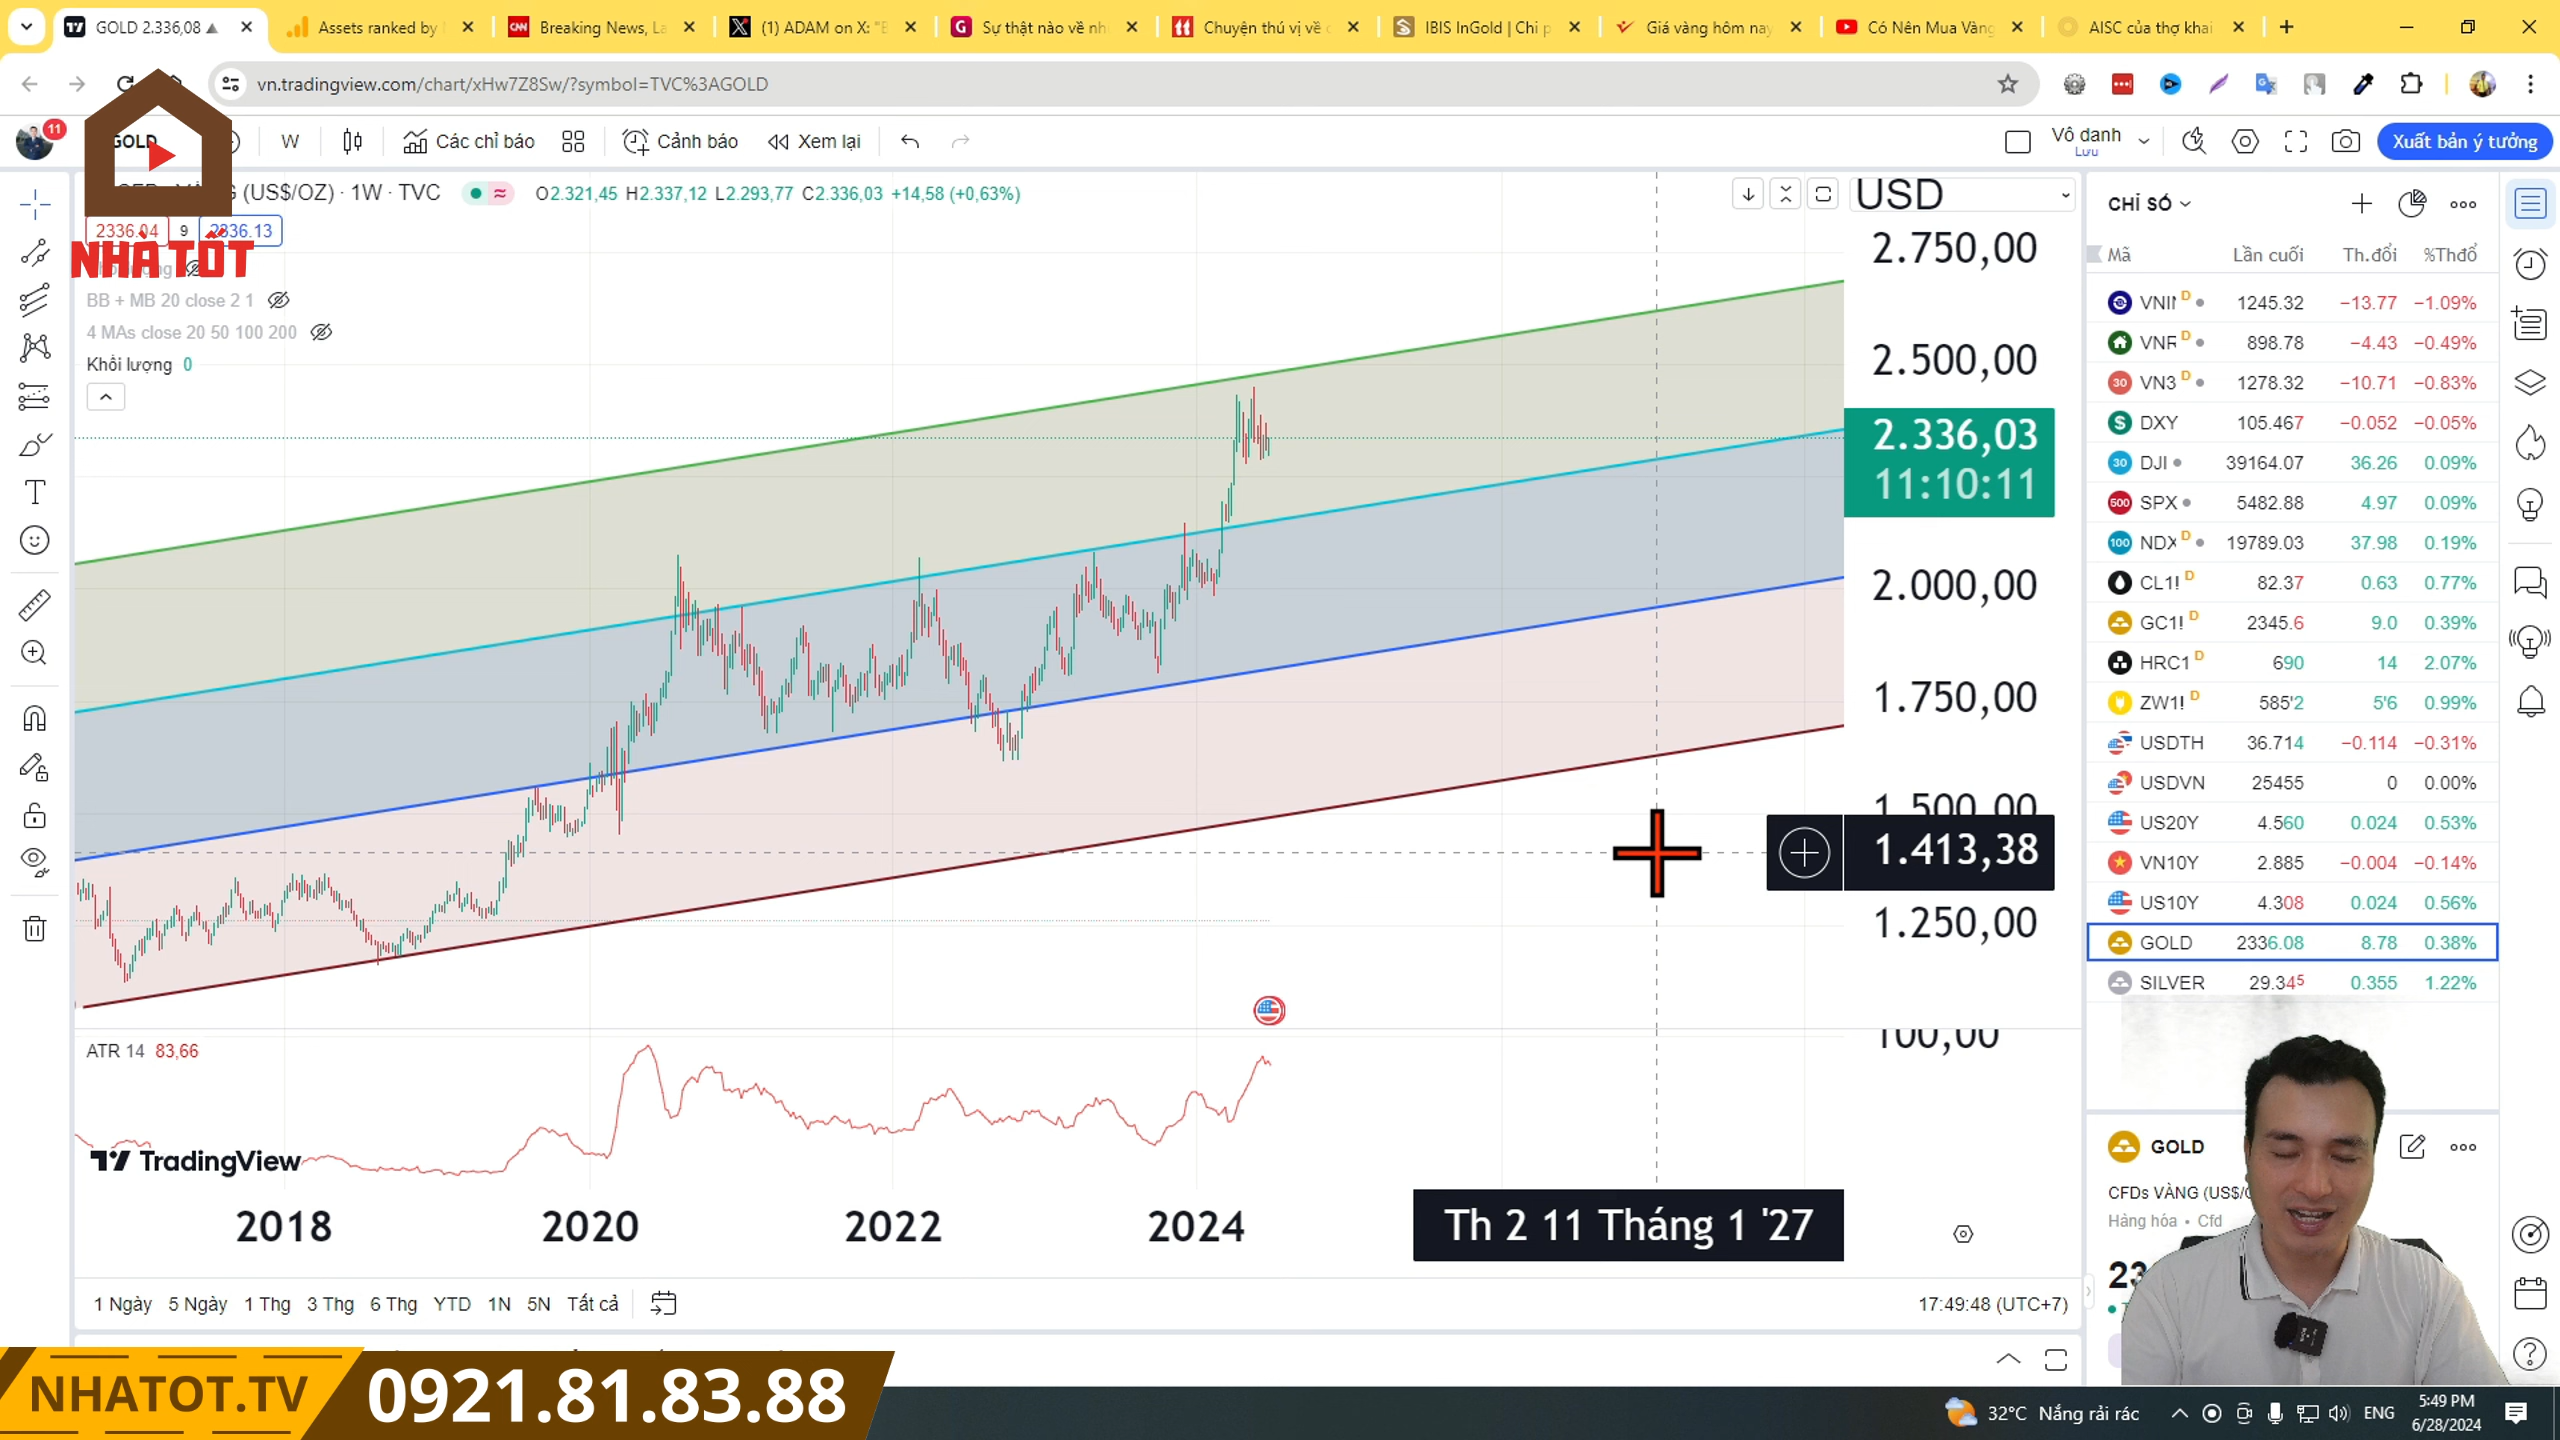 GOLD 2.336,08
Assets ranked by
Breaking News, La
(1) ADAM on X: "B
Sự thật nào về nh
Chuyện thú vị về
IBIS InGold | Chi p
Giá vàng hôm nay
Có Nên Mua Vàng
AISC của thợ khai
vn.tradingview.com/chart/xHw7Z8Sw/?symbol=TVC%3AGOLD
11
GOLD
W
Các chỉ báo
Cảnh báo
Xem lại
Vô danh
Lưu
Xuất bản ý tưởng
(US$/OZ) · 1W · TVC
O2.321,45 H2.337,12 L2.293,77 C2.336,03 +14,58 (+0,63%)
2336.04 9 2336.13
NHÀ TỐT
BB + MB 20 close 2 1
4 MAs close 20 50 100 200
Khối lượng 0
USD
2.750,00
2.500,00
2.336,03
11:10:11
2.000,00
1.750,00
1.500,00
1.413,38
1.250,00
100,00
ATR 14 83,66
TradingView
2018 2020 2022 2024 Th 2 11 Tháng 1 '27
1 Ngày 5 Ngày 1 Thg 3 Thg 6 Thg YTD 1N 5N Tất cả
17:49:48 (UTC+7)
CHỈ SỐ
Mã Lần cuối Th.đổi %Thđổ
VNI D 1245.32 −13.77 −1.09%
VNR D 898.78 −4.43 −0.49%
30 VN3 D 1278.32 −10.71 −0.83%
DXY 105.467 −0.052 −0.05%
30 DJI 39164.07 36.26 0.09%
500 SPX 5482.88 4.97 0.09%
100 NDX D 19789.03 37.98 0.19%
CL1! D 82.37 0.63 0.77%
GC1! D 2345.6 9.0 0.39%
HRC1 D 690 14 2.07%
ZW1! D 585'2 5'6 0.99%
USDTH 36.714 −0.114 −0.31%
USDVN 25455 0 0.00%
US20Y 4.560 0.024 0.53%
VN10Y 2.885 −0.004 −0.14%
US10Y 4.308 0.024 0.56%
GOLD 2336.08 8.78 0.38%
SILVER 29.345 0.355 1.22%
GOLD
CFDs VÀNG (US$/
Hàng hóa • Cfd
23
NHATOT.TV
0921.81.83.88
32°C Nắng rải rác
ENG
5:49 PM
6/28/2024